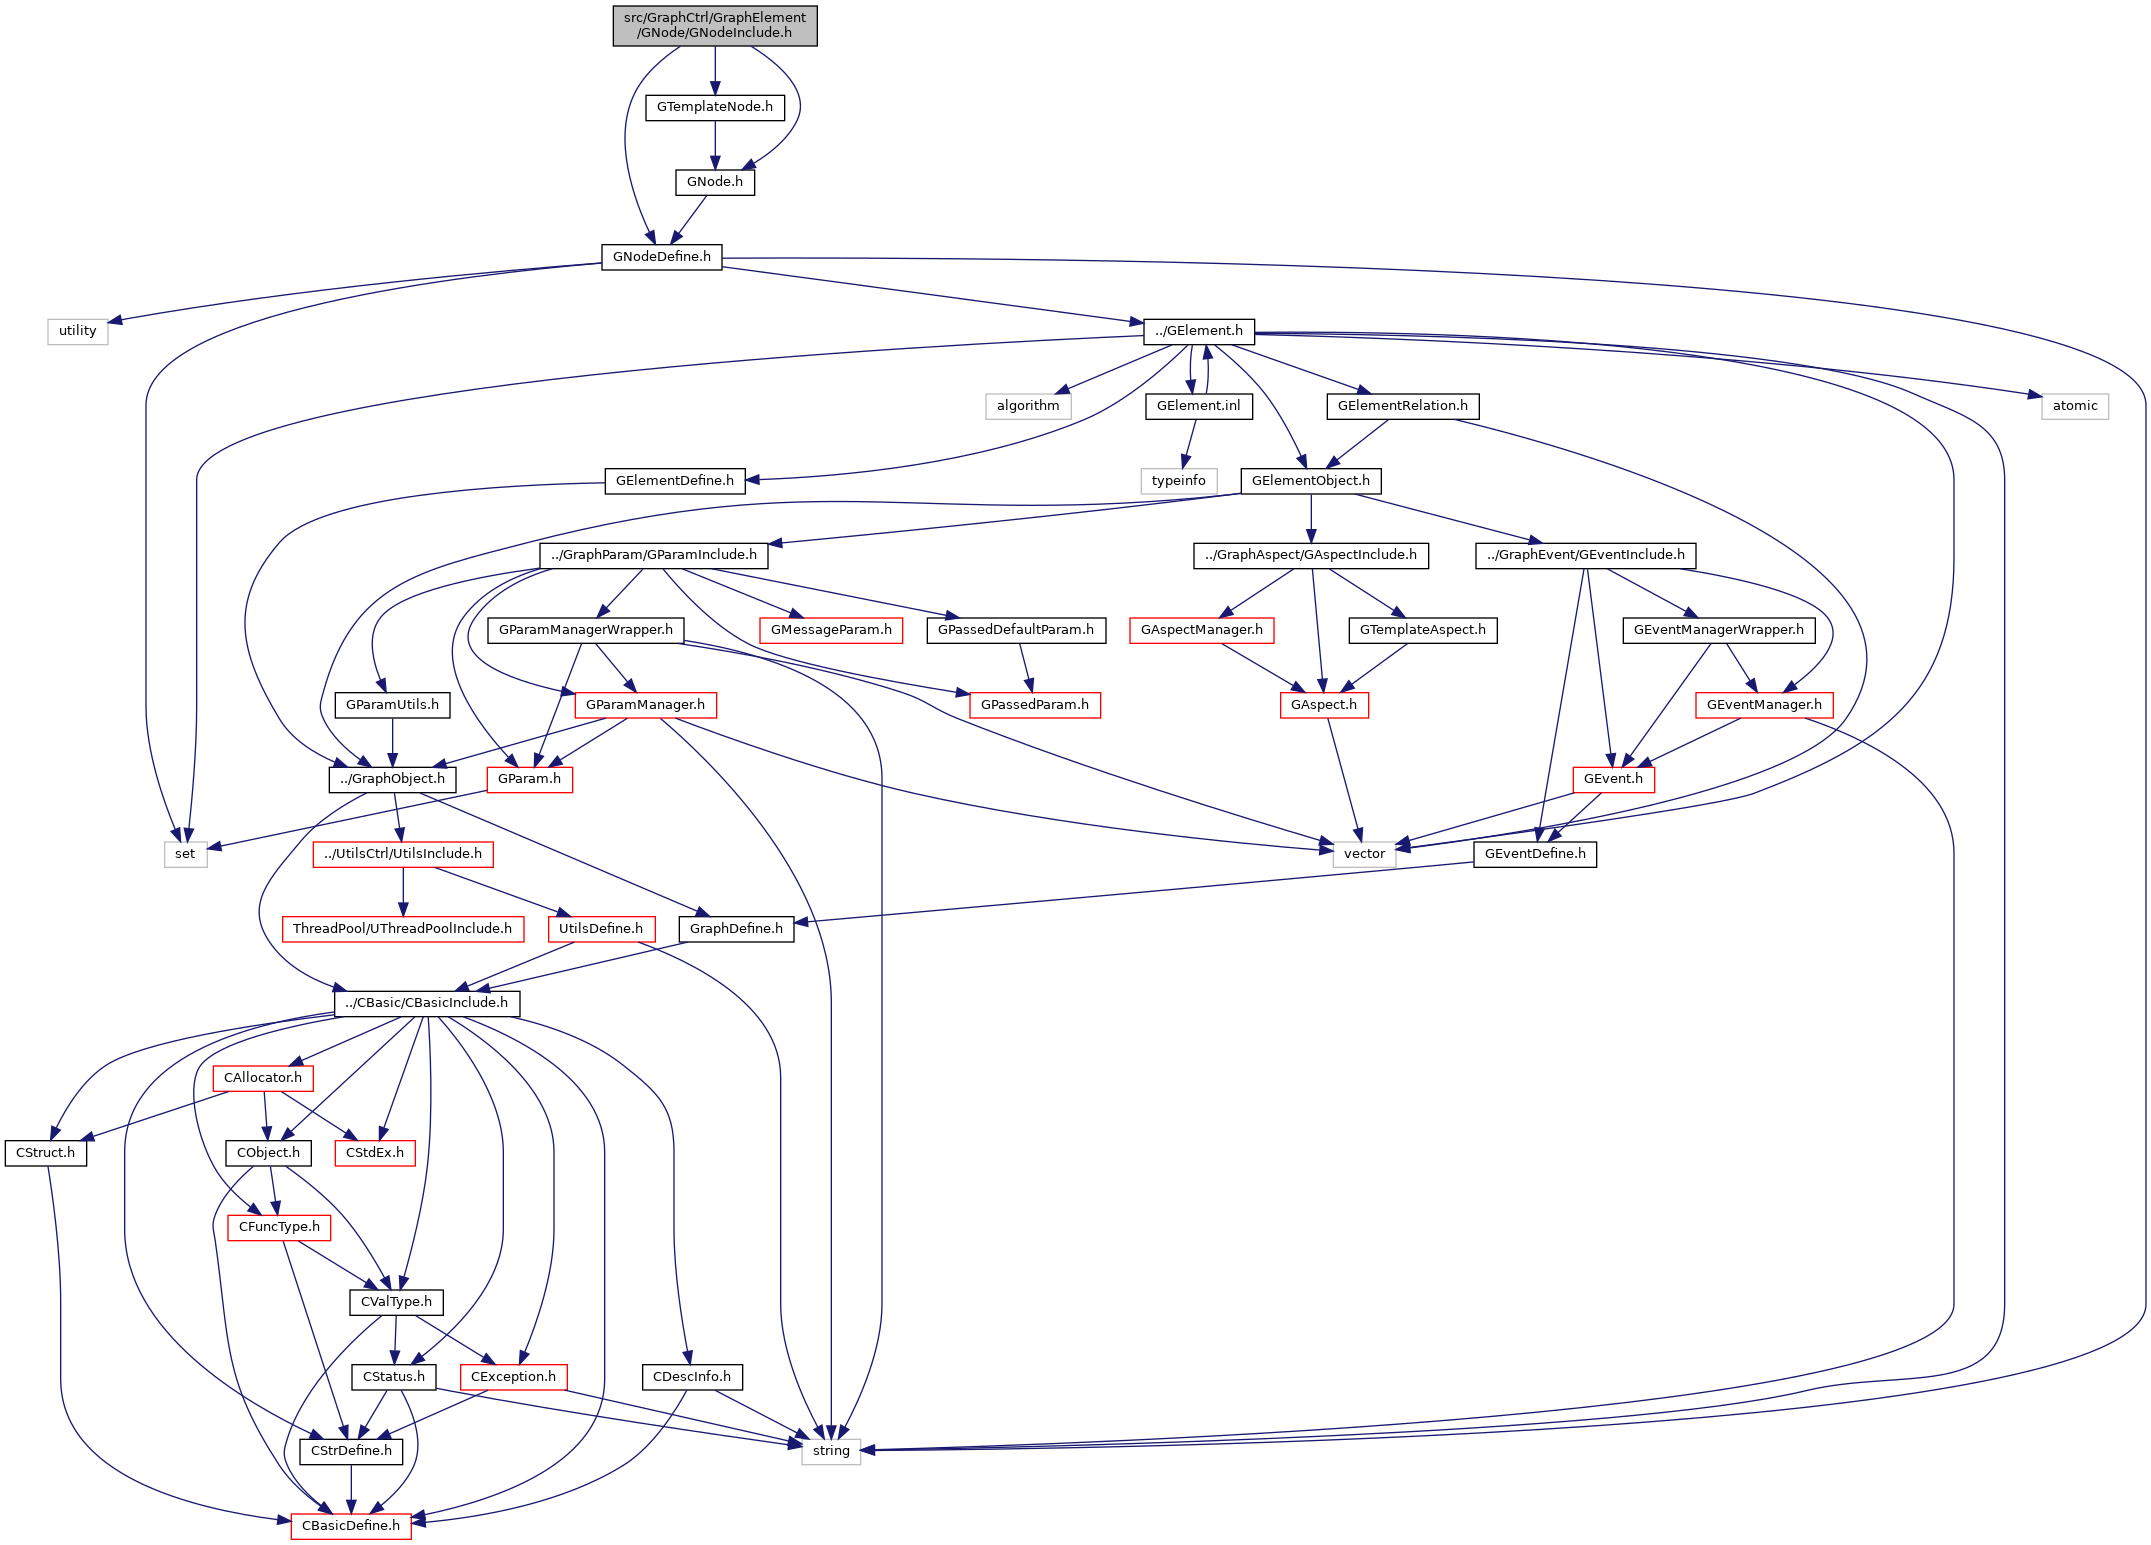 src/GraphCtrl/GraphElement
/GNode/GNodeInclude.h
GTemplateNode.h
GNode.h
GNodeDefine.h
utility
../GElement.h
algorithm
GElement.inl
GElementRelation.h
atomic
GElementDefine.h
typeinfo
GElementObject.h
../GraphParam/GParamInclude.h
../GraphAspect/GAspectInclude.h
../GraphEvent/GEventInclude.h
GParamManagerWrapper.h
GMessageParam.h
GPassedDefaultParam.h
GAspectManager.h
GTemplateAspect.h
GEventManagerWrapper.h
GParamUtils.h
GParamManager.h
GPassedParam.h
GAspect.h
GEventManager.h
../GraphObject.h
GParam.h
GEvent.h
set
../UtilsCtrl/UtilsInclude.h
vector
GEventDefine.h
ThreadPool/UThreadPoolInclude.h
UtilsDefine.h
GraphDefine.h
../CBasic/CBasicInclude.h
CAllocator.h
CStruct.h
CObject.h
CStdEx.h
CFuncType.h
CValType.h
CStatus.h
CException.h
CDescInfo.h
CStrDefine.h
string
CBasicDefine.h